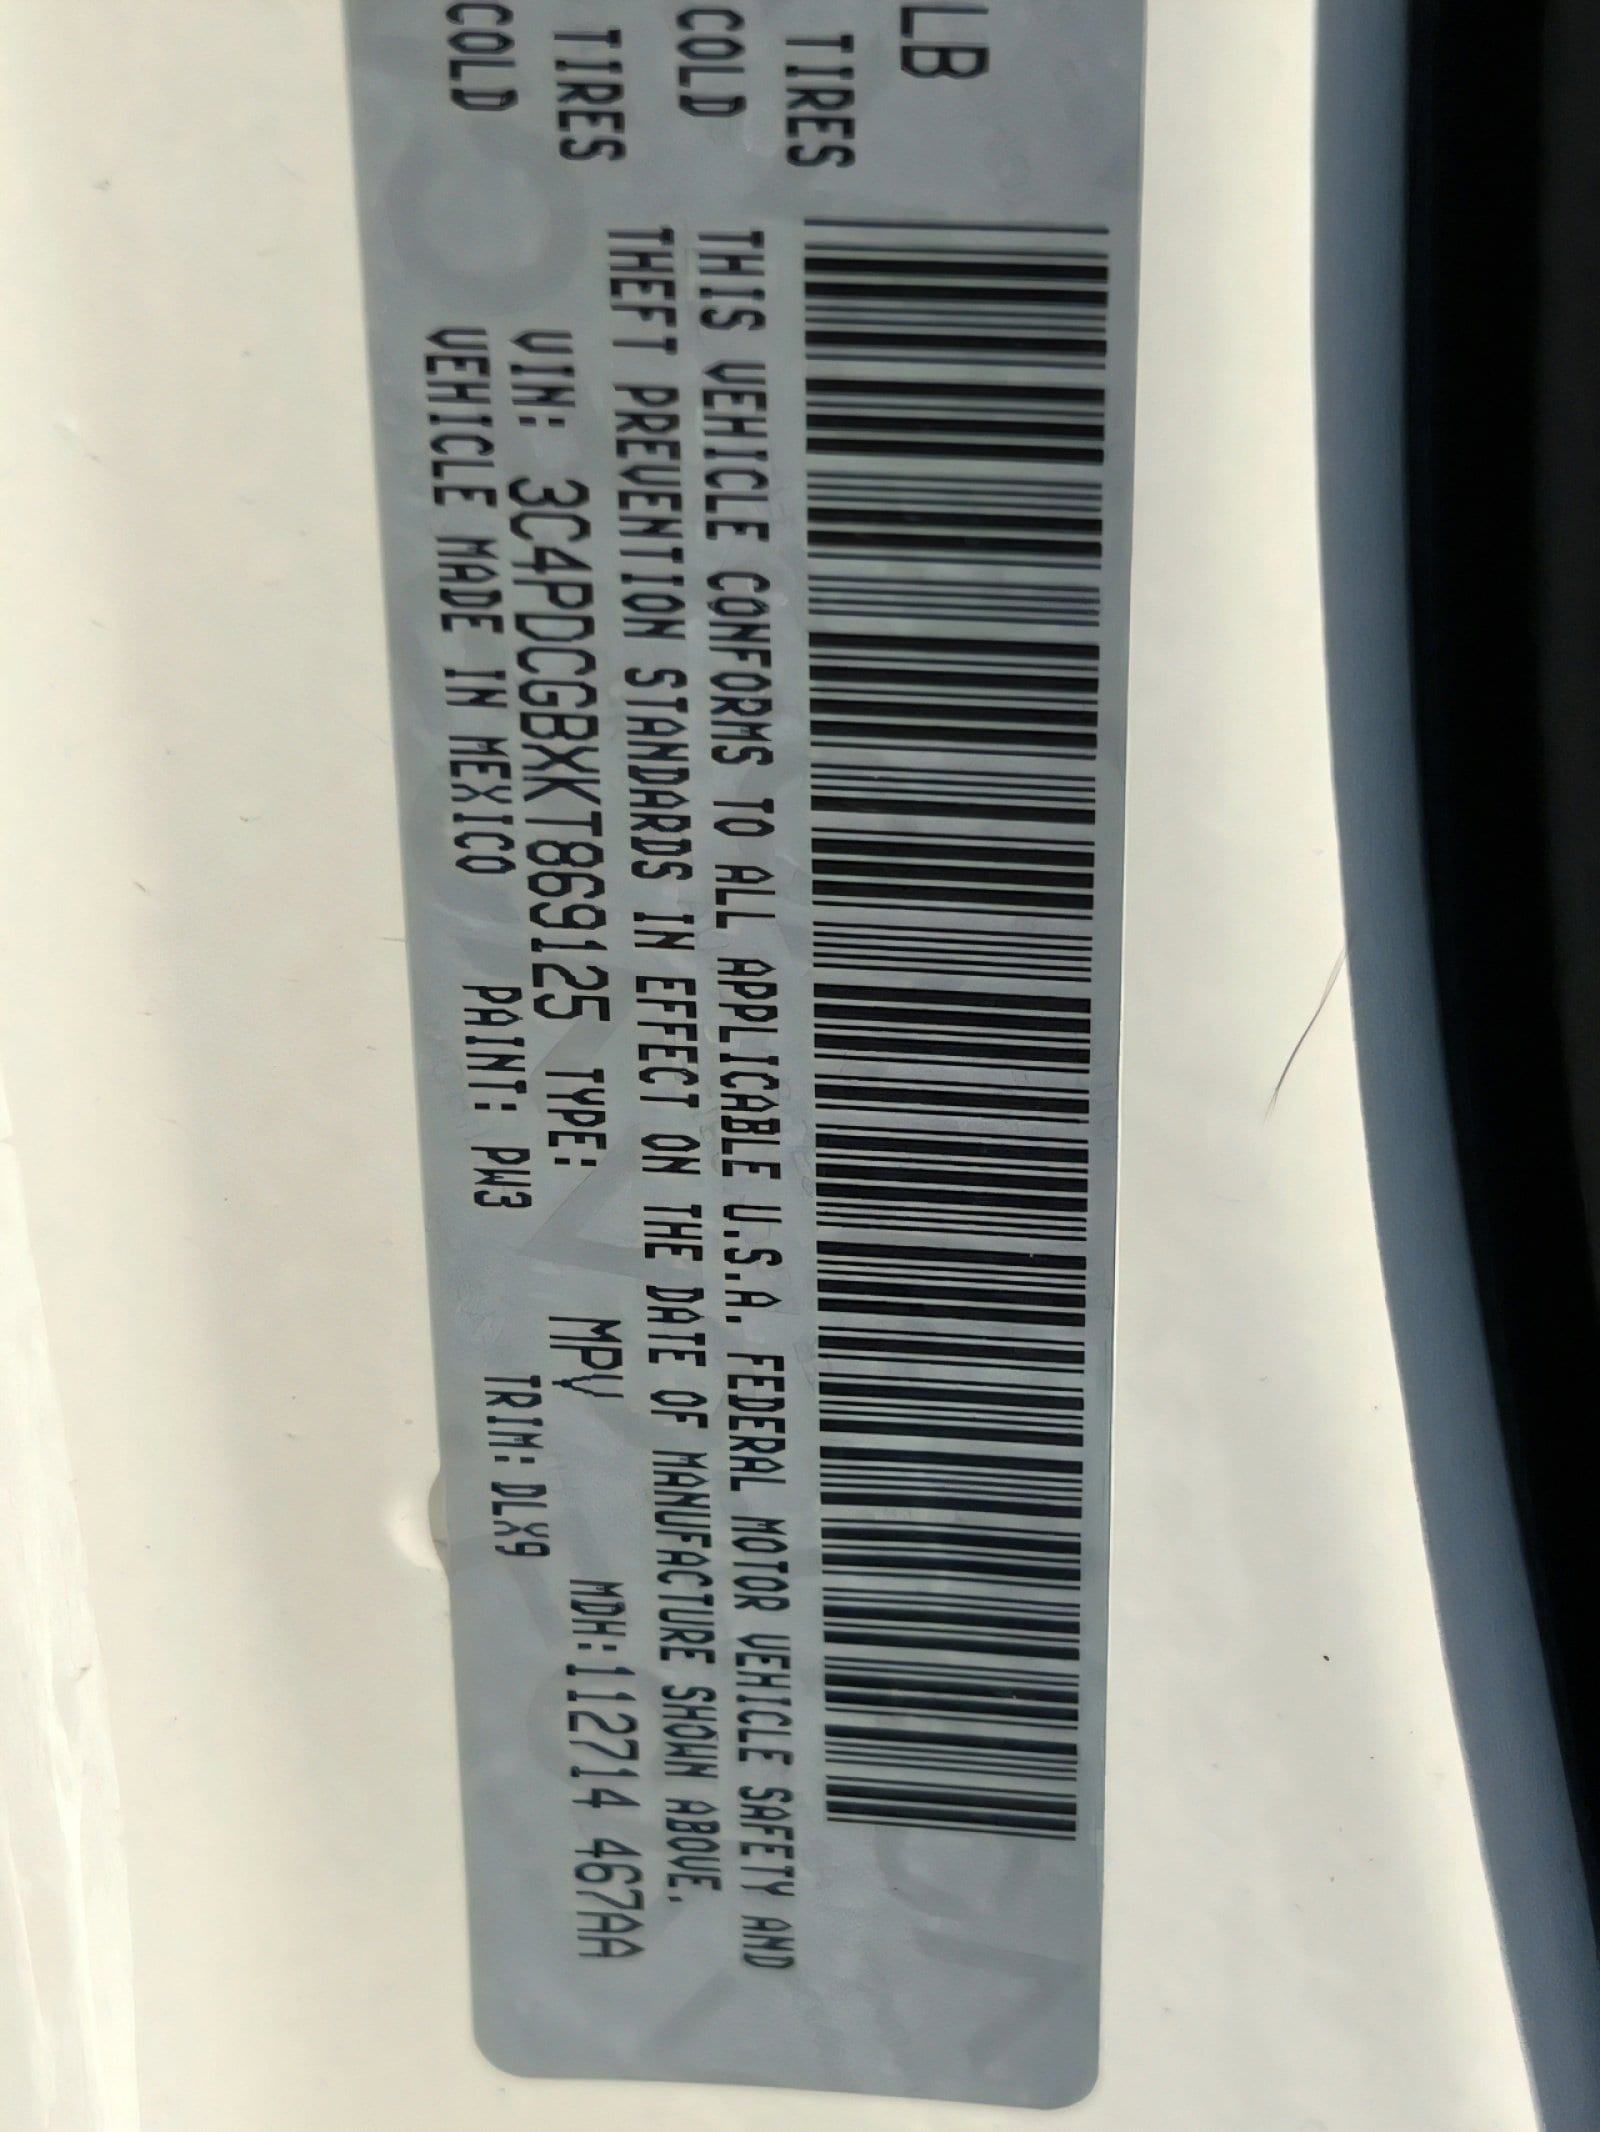 LB
TIRES
COLD
TIRES
COLD
THIS VEHICLE CONFORMS TO ALL APPLICABLE U.S.A. FEDERAL MOTOR VEHICLE SAFETY AND
THEFT PREVENTION STANDARDS IN EFFECT ON THE DATE OF MANUFACTURE SHOWN ABOVE.
VIN: 3C4PDCGBXKT869125 TYPE: MPV MDH:112714 467AA
VEHICLE MADE IN MEXICO PAINT: PW3 TRIM: DLX9